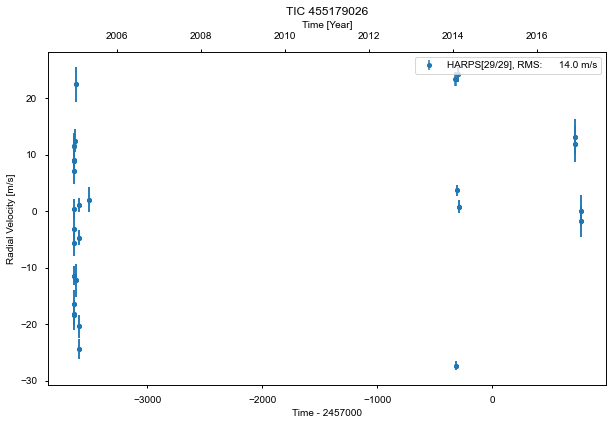 TIC 455179026
Time [Year]
2006 2008 2010 2012 2014 2016
HARPS[29/29], RMS: 14.0 m/s
Radial Velocity [m/s]
20
10
0
−10
−20
−30
−3000 −2000 −1000 0
Time - 2457000